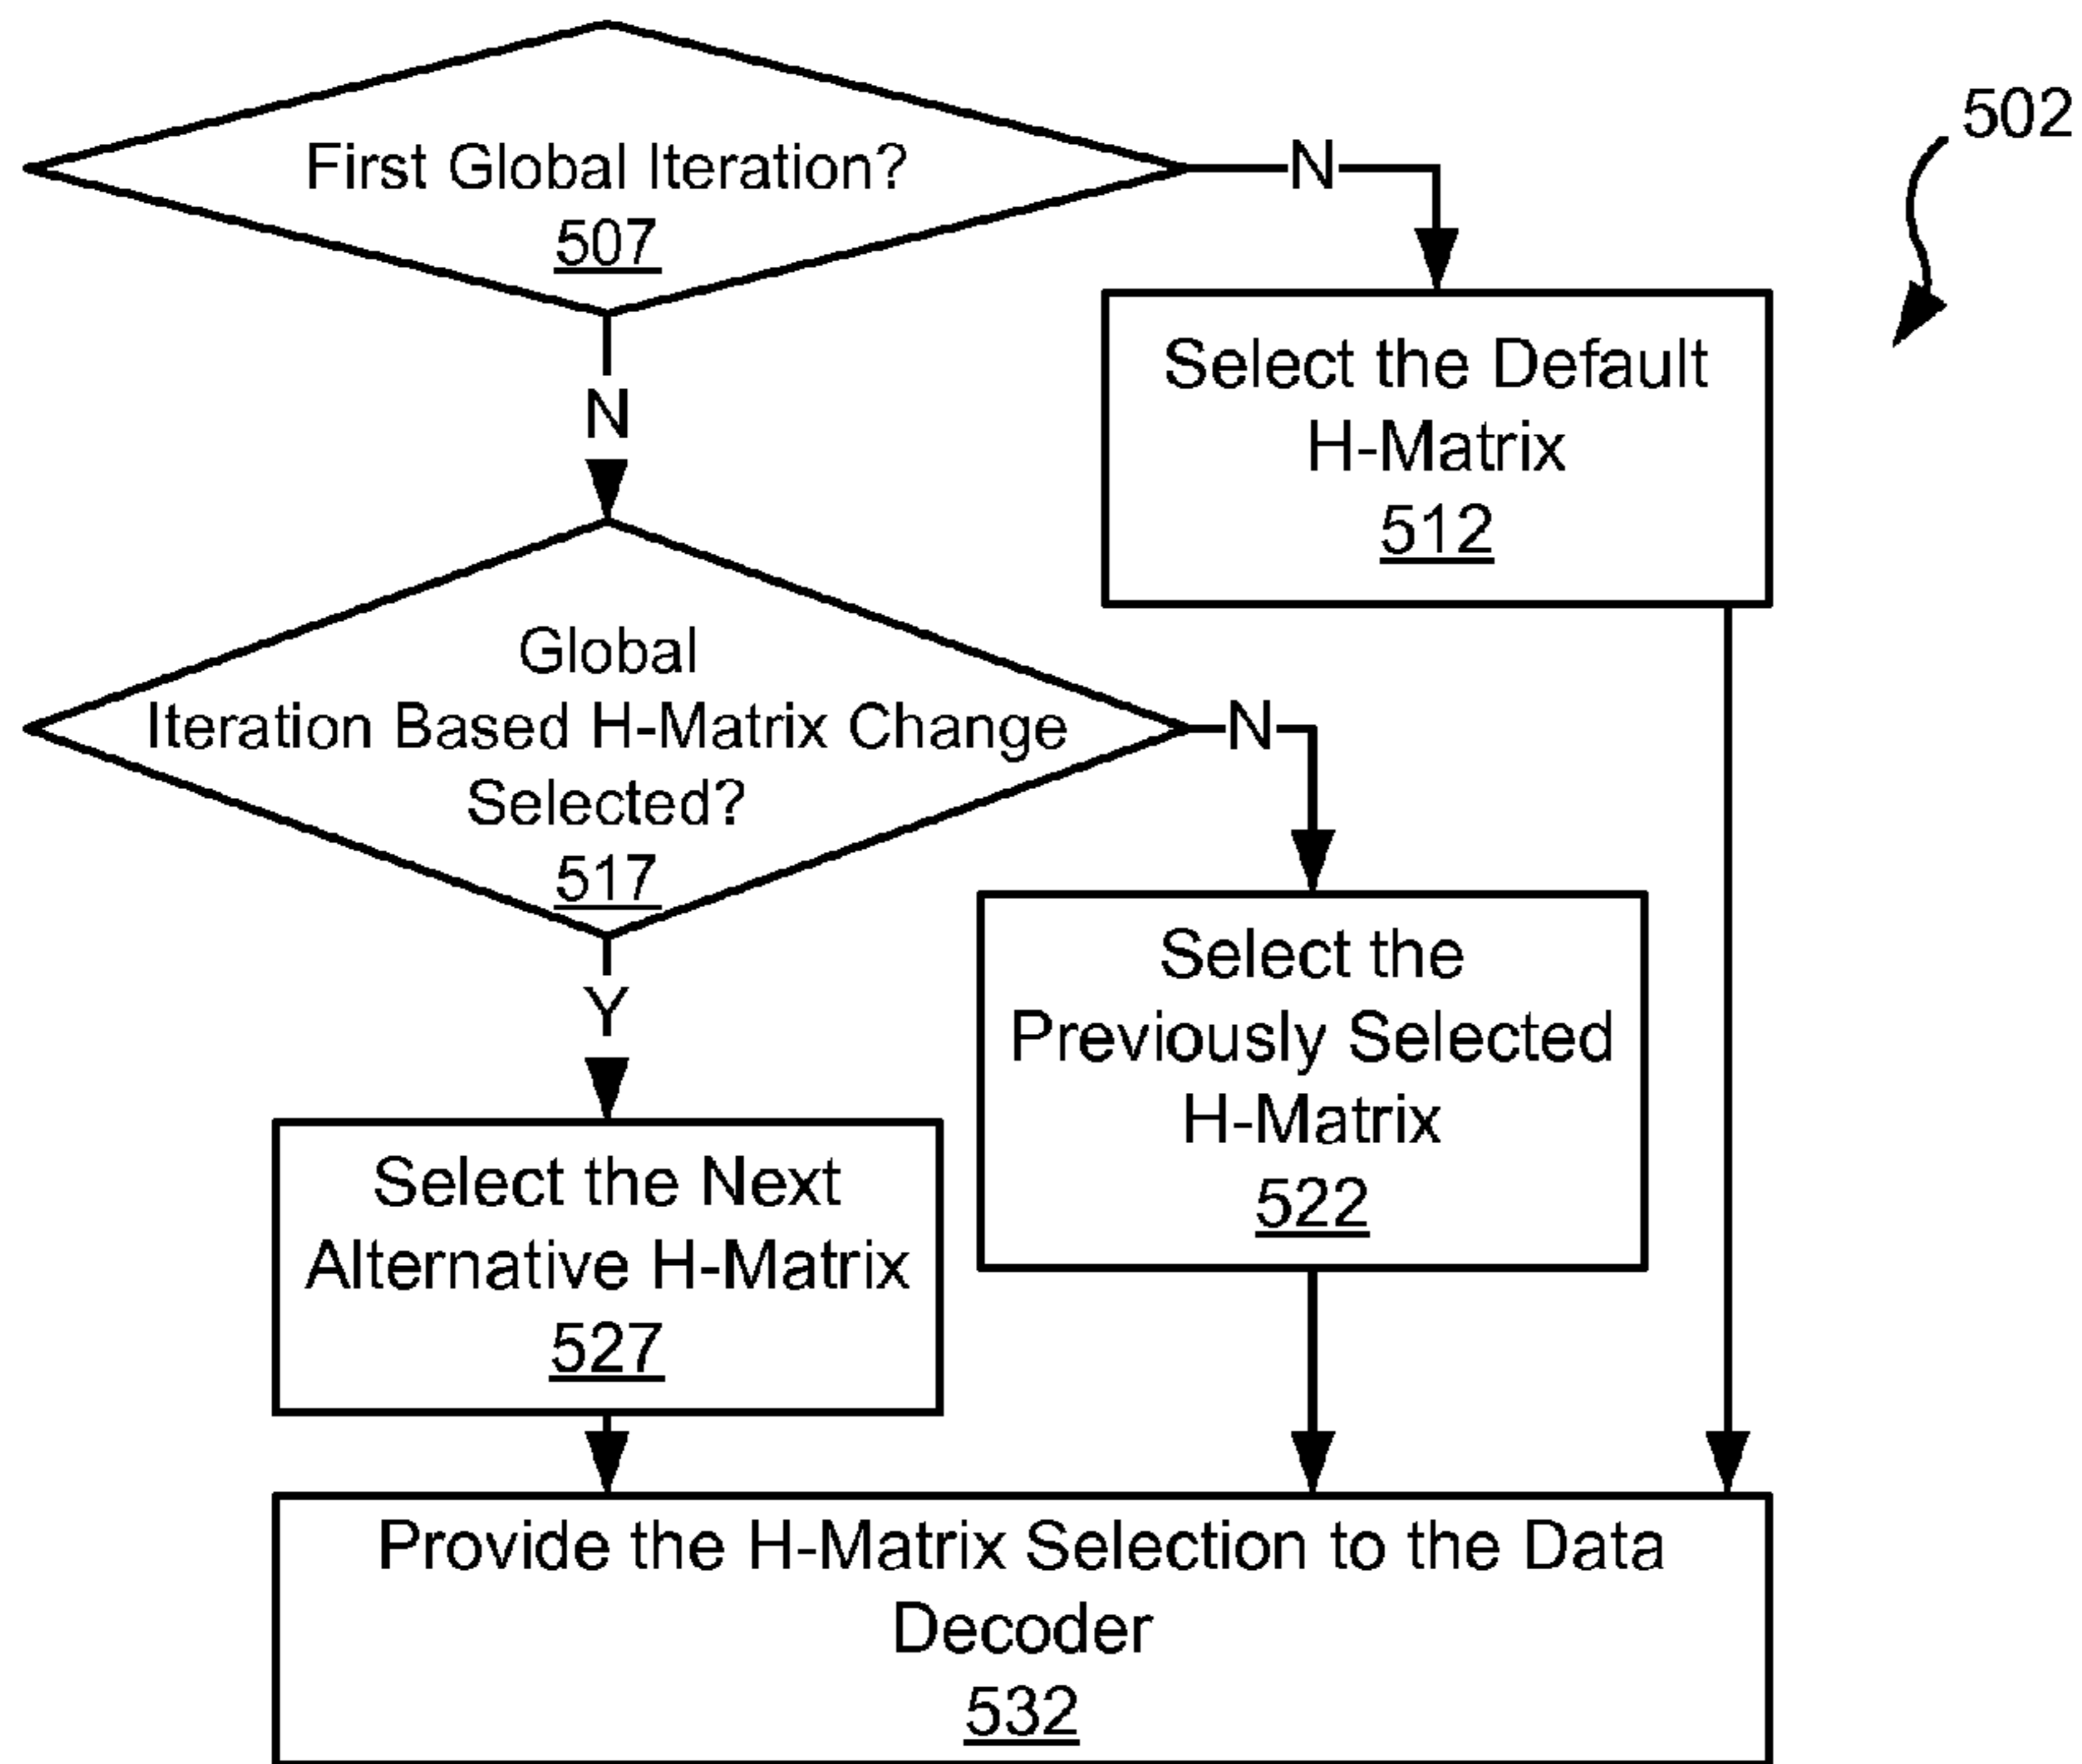 502
First Global Iteration?
507
N
N
Select the Default
H-Matrix
512
Global
Iteration Based H-Matrix Change
Selected?
517
N
Y
Select the
Previously Selected
H-Matrix
522
Select the Next
Alternative H-Matrix
527
Provide the H-Matrix Selection to the Data
Decoder
532